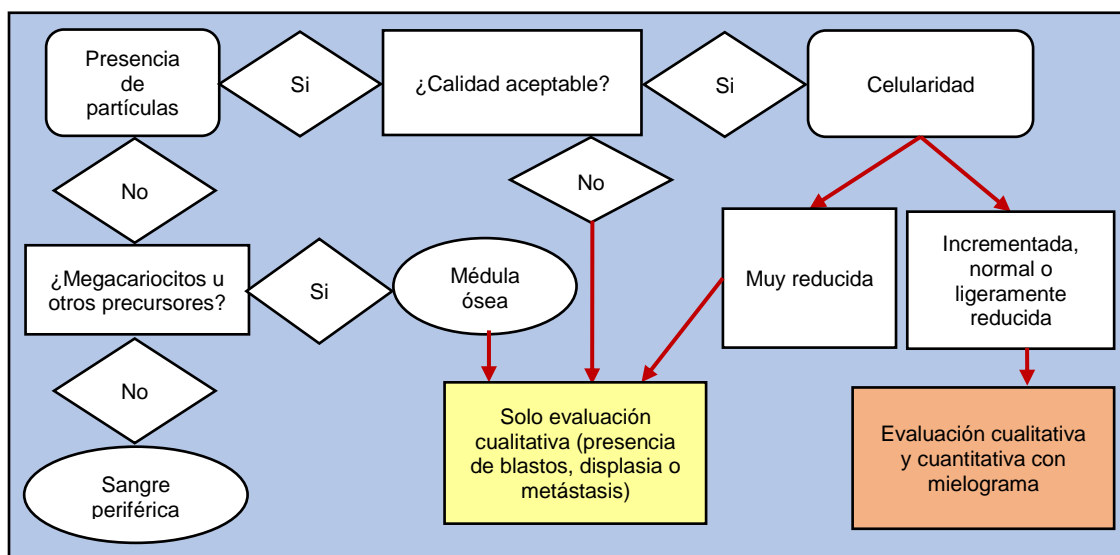 Presencia
de
partículas
Si
¿Calidad aceptable?
Si
Celularidad
No
No
¿Megacariocitos u
otros precursores?
Si
Médula
ósea
Muy reducida
Incrementada,
normal o
ligeramente
reducida
No
Sangre
periférica
Solo evaluación
cualitativa (presencia
de blastos, displasia o
metástasis)
Evaluación cualitativa
y cuantitativa con
mielograma